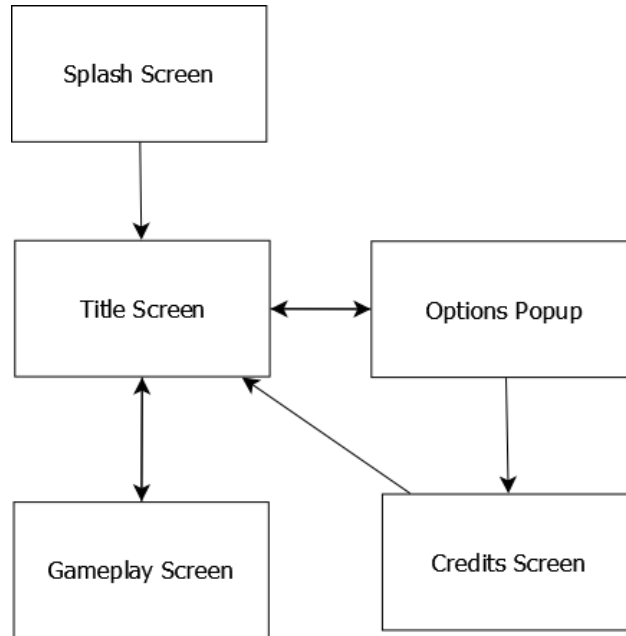 Splash Screen
Title Screen
Options Popup
Gameplay Screen
Credits Screen